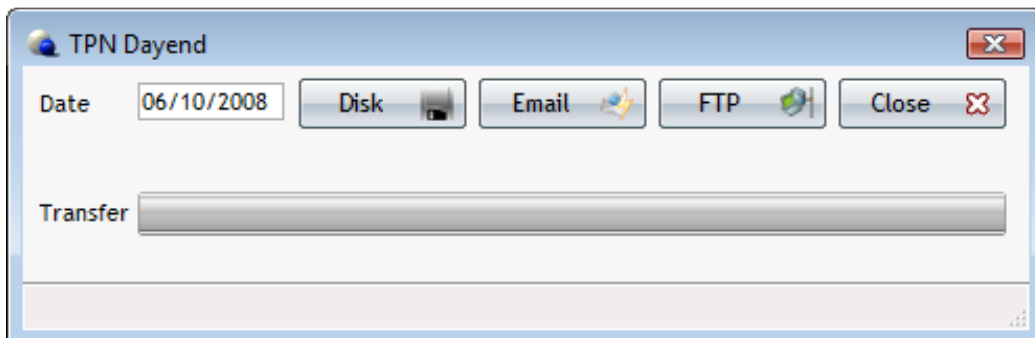 TPN Dayend
Date 06/10/2008 Disk Email FTP Close
Transfer